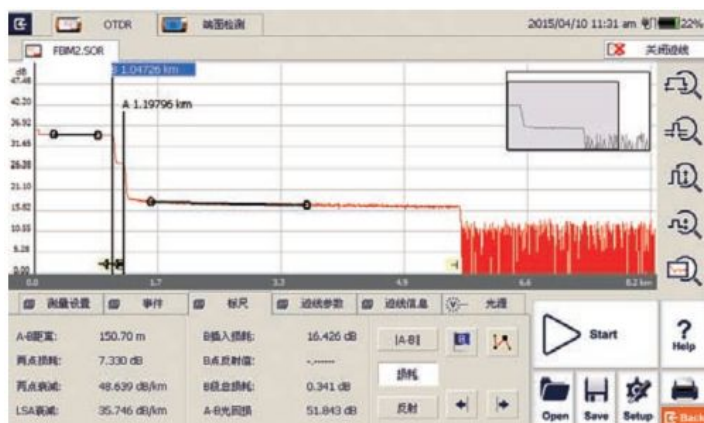 OTDR
端面检测
2015/04/10 11:31 am
22%
FBM2.SOR
关闭迹线
dB
47.48
42.20
36.92
31.65
26.38
21.10
15.82
10.55
5.28
0.00
B 1.04726 km
A 1.19796 km
0.0 1.7 3.3 4.9 6.6 8.2 km
测量设置 事件 标尺 迹线参数 迹线信息 光源
A-B距离: 150.70 m B插入损耗: 16.426 dB |A-B|
两点损耗: 7.330 dB B点反射值: -.-----
两点衰减: 48.639 dB/km B段总损耗: 0.341 dB 损耗
LSA衰减: 35.746 dB/km A-B光回损 51.843 dB 反射
Start
Help
Open Save Setup
Back